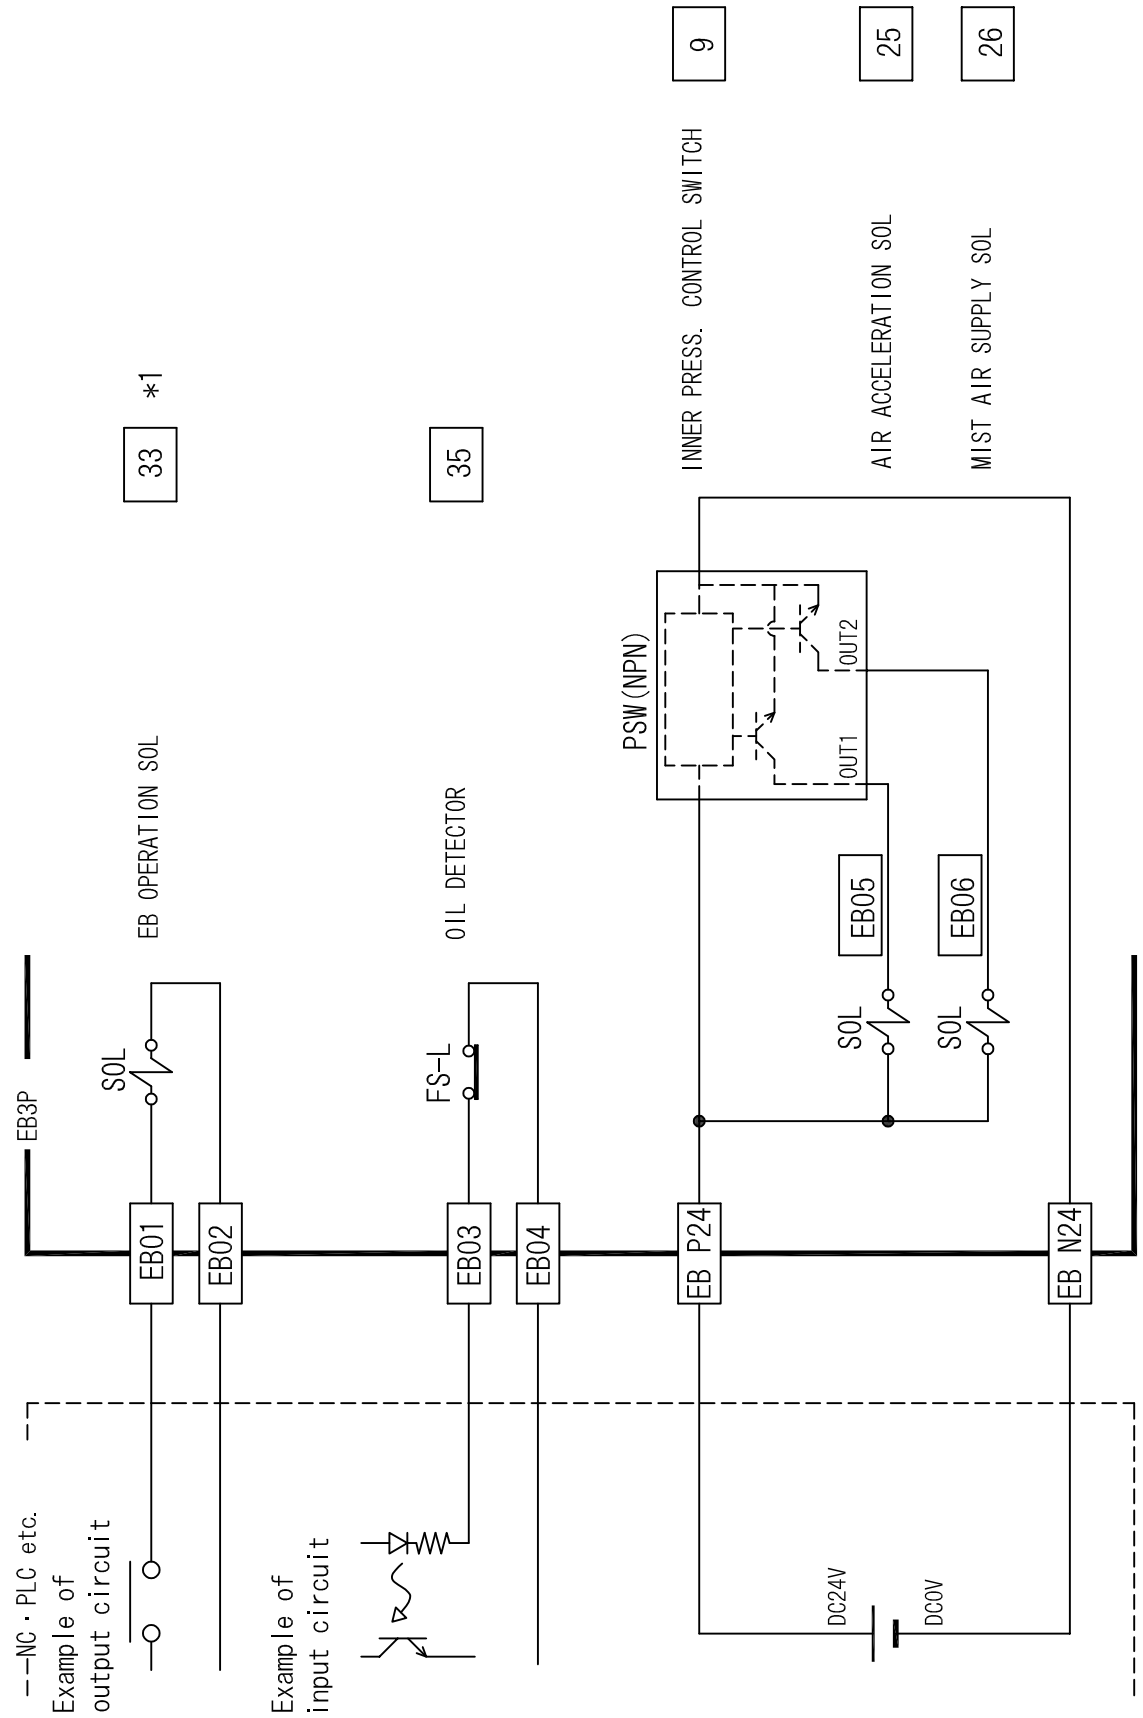 NC・PLC etc.
Example of
output circuit
EB3P
EB01
EB02
SOL
EB OPERATION SOL
33
*1
Example of
input circuit
EB03
EB04
FS-L
OIL DETECTOR
35
DC24V
DC0V
EB P24
EB N24
PSW(NPN)
OUT1
OUT2
INNER PRESS. CONTROL SWITCH
9
SOL
EB05
AIR ACCELERATION SOL
25
SOL
EB06
MIST AIR SUPPLY SOL
26